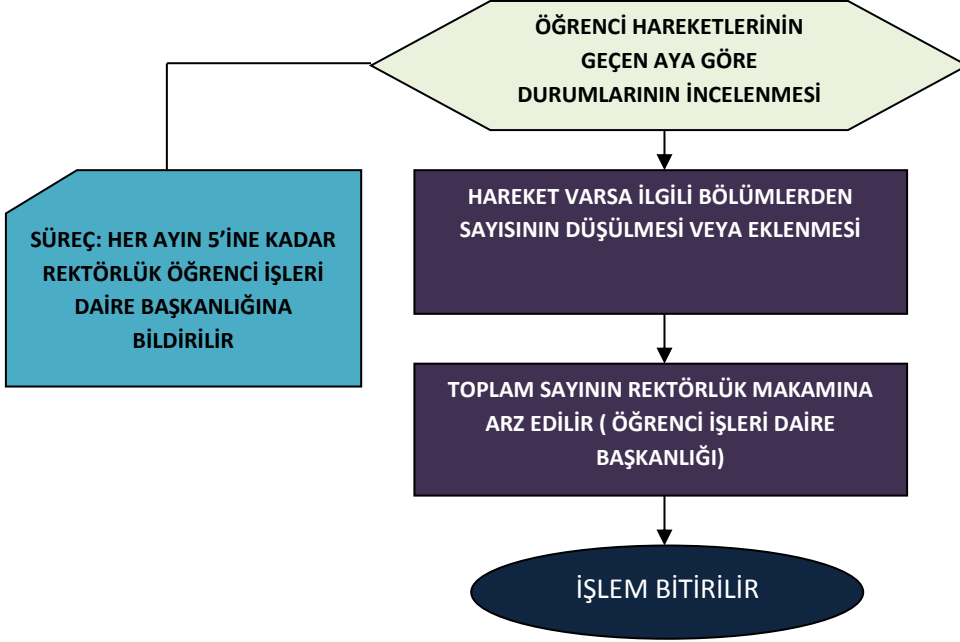 ÖĞRENCİ HAREKETLERİNİN
GEÇEN AYA GÖRE
DURUMLARININ İNCELENMESİ
SÜREÇ: HER AYIN 5’İNE KADAR
REKTÖRLÜK ÖĞRENCİ İŞLERİ
DAİRE BAŞKANLIĞINA
BİLDİRİLİR
HAREKET VARSA İLGİLİ BÖLÜMLERDEN
SAYISININ DÜŞÜLMESİ VEYA EKLENMESİ
TOPLAM SAYININ REKTÖRLÜK MAKAMINA
ARZ EDİLİR ( ÖĞRENCİ İŞLERİ DAİRE
BAŞKANLIĞI)
İŞLEM BİTİRİLİR